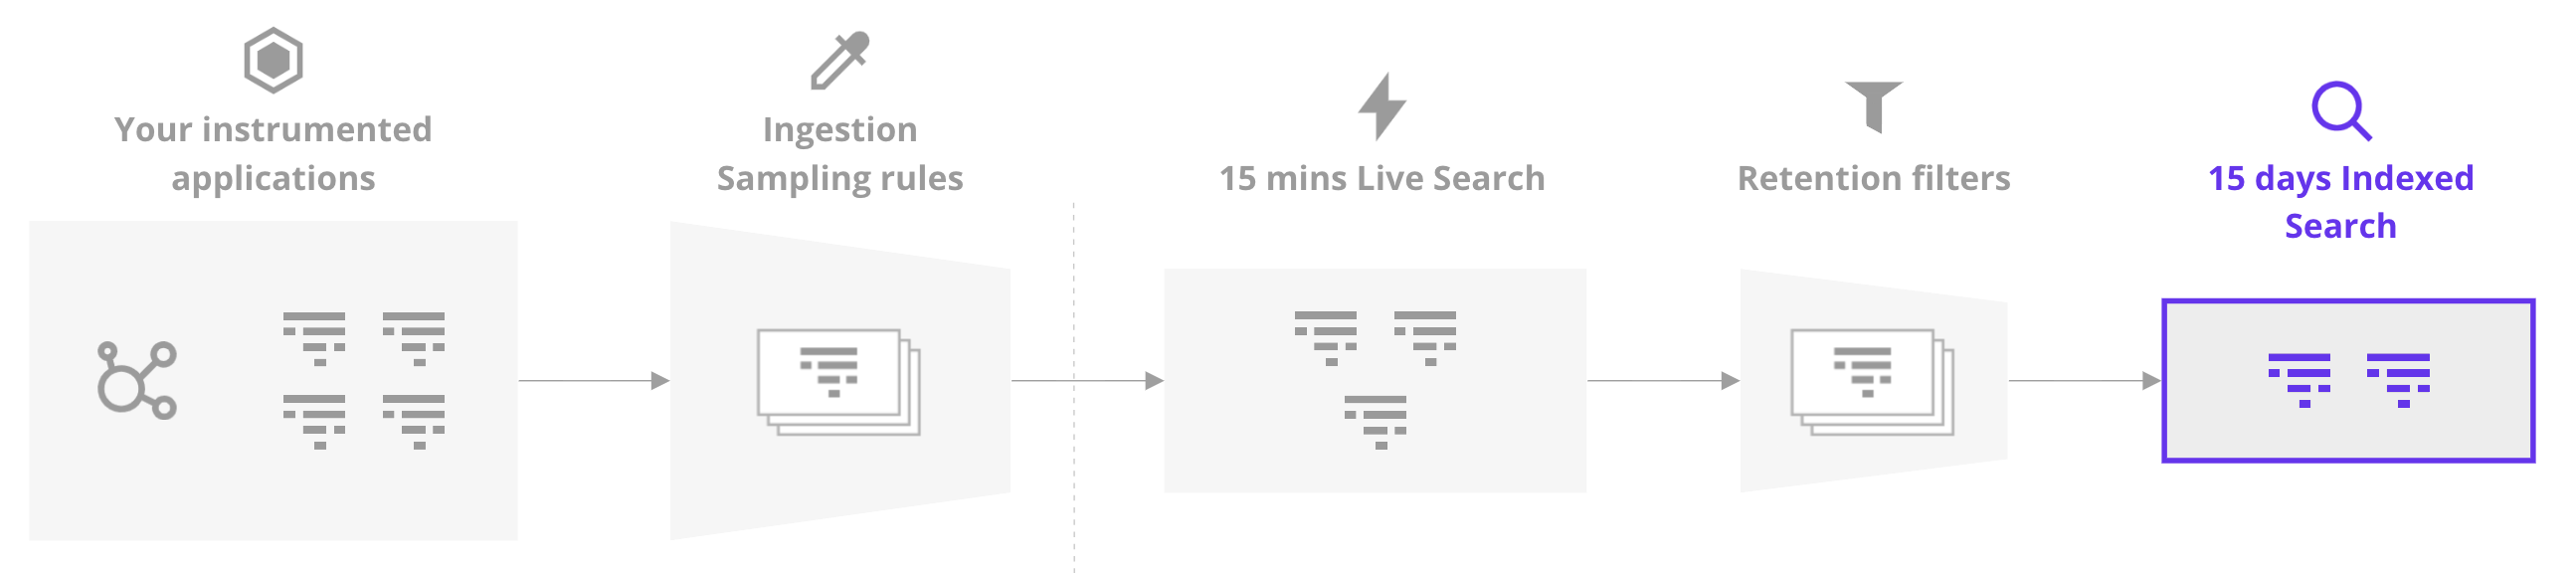 Your instrumented
applications
Ingestion
Sampling rules
15 mins Live Search
Retention filters
15 days Indexed
Search